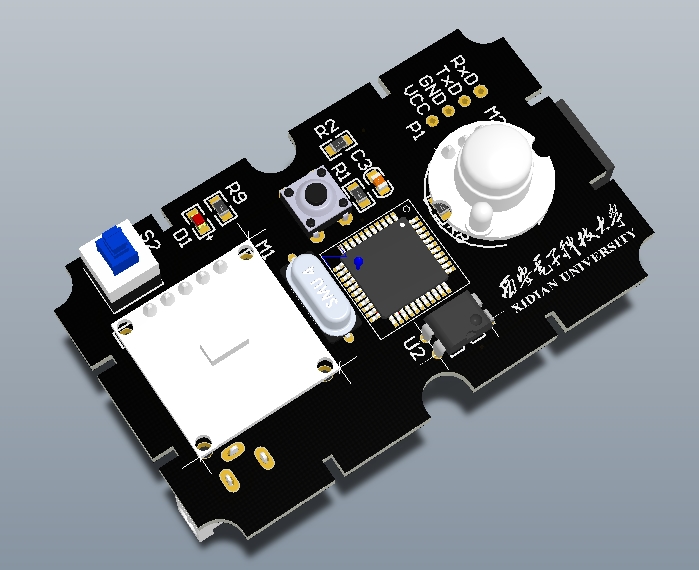 RXD
TXD
GND
VCC
P1
R2
C3
R1
R9
D1
S2
M1
U2
西安电子科技大学
XIDIAN UNIVERSITY